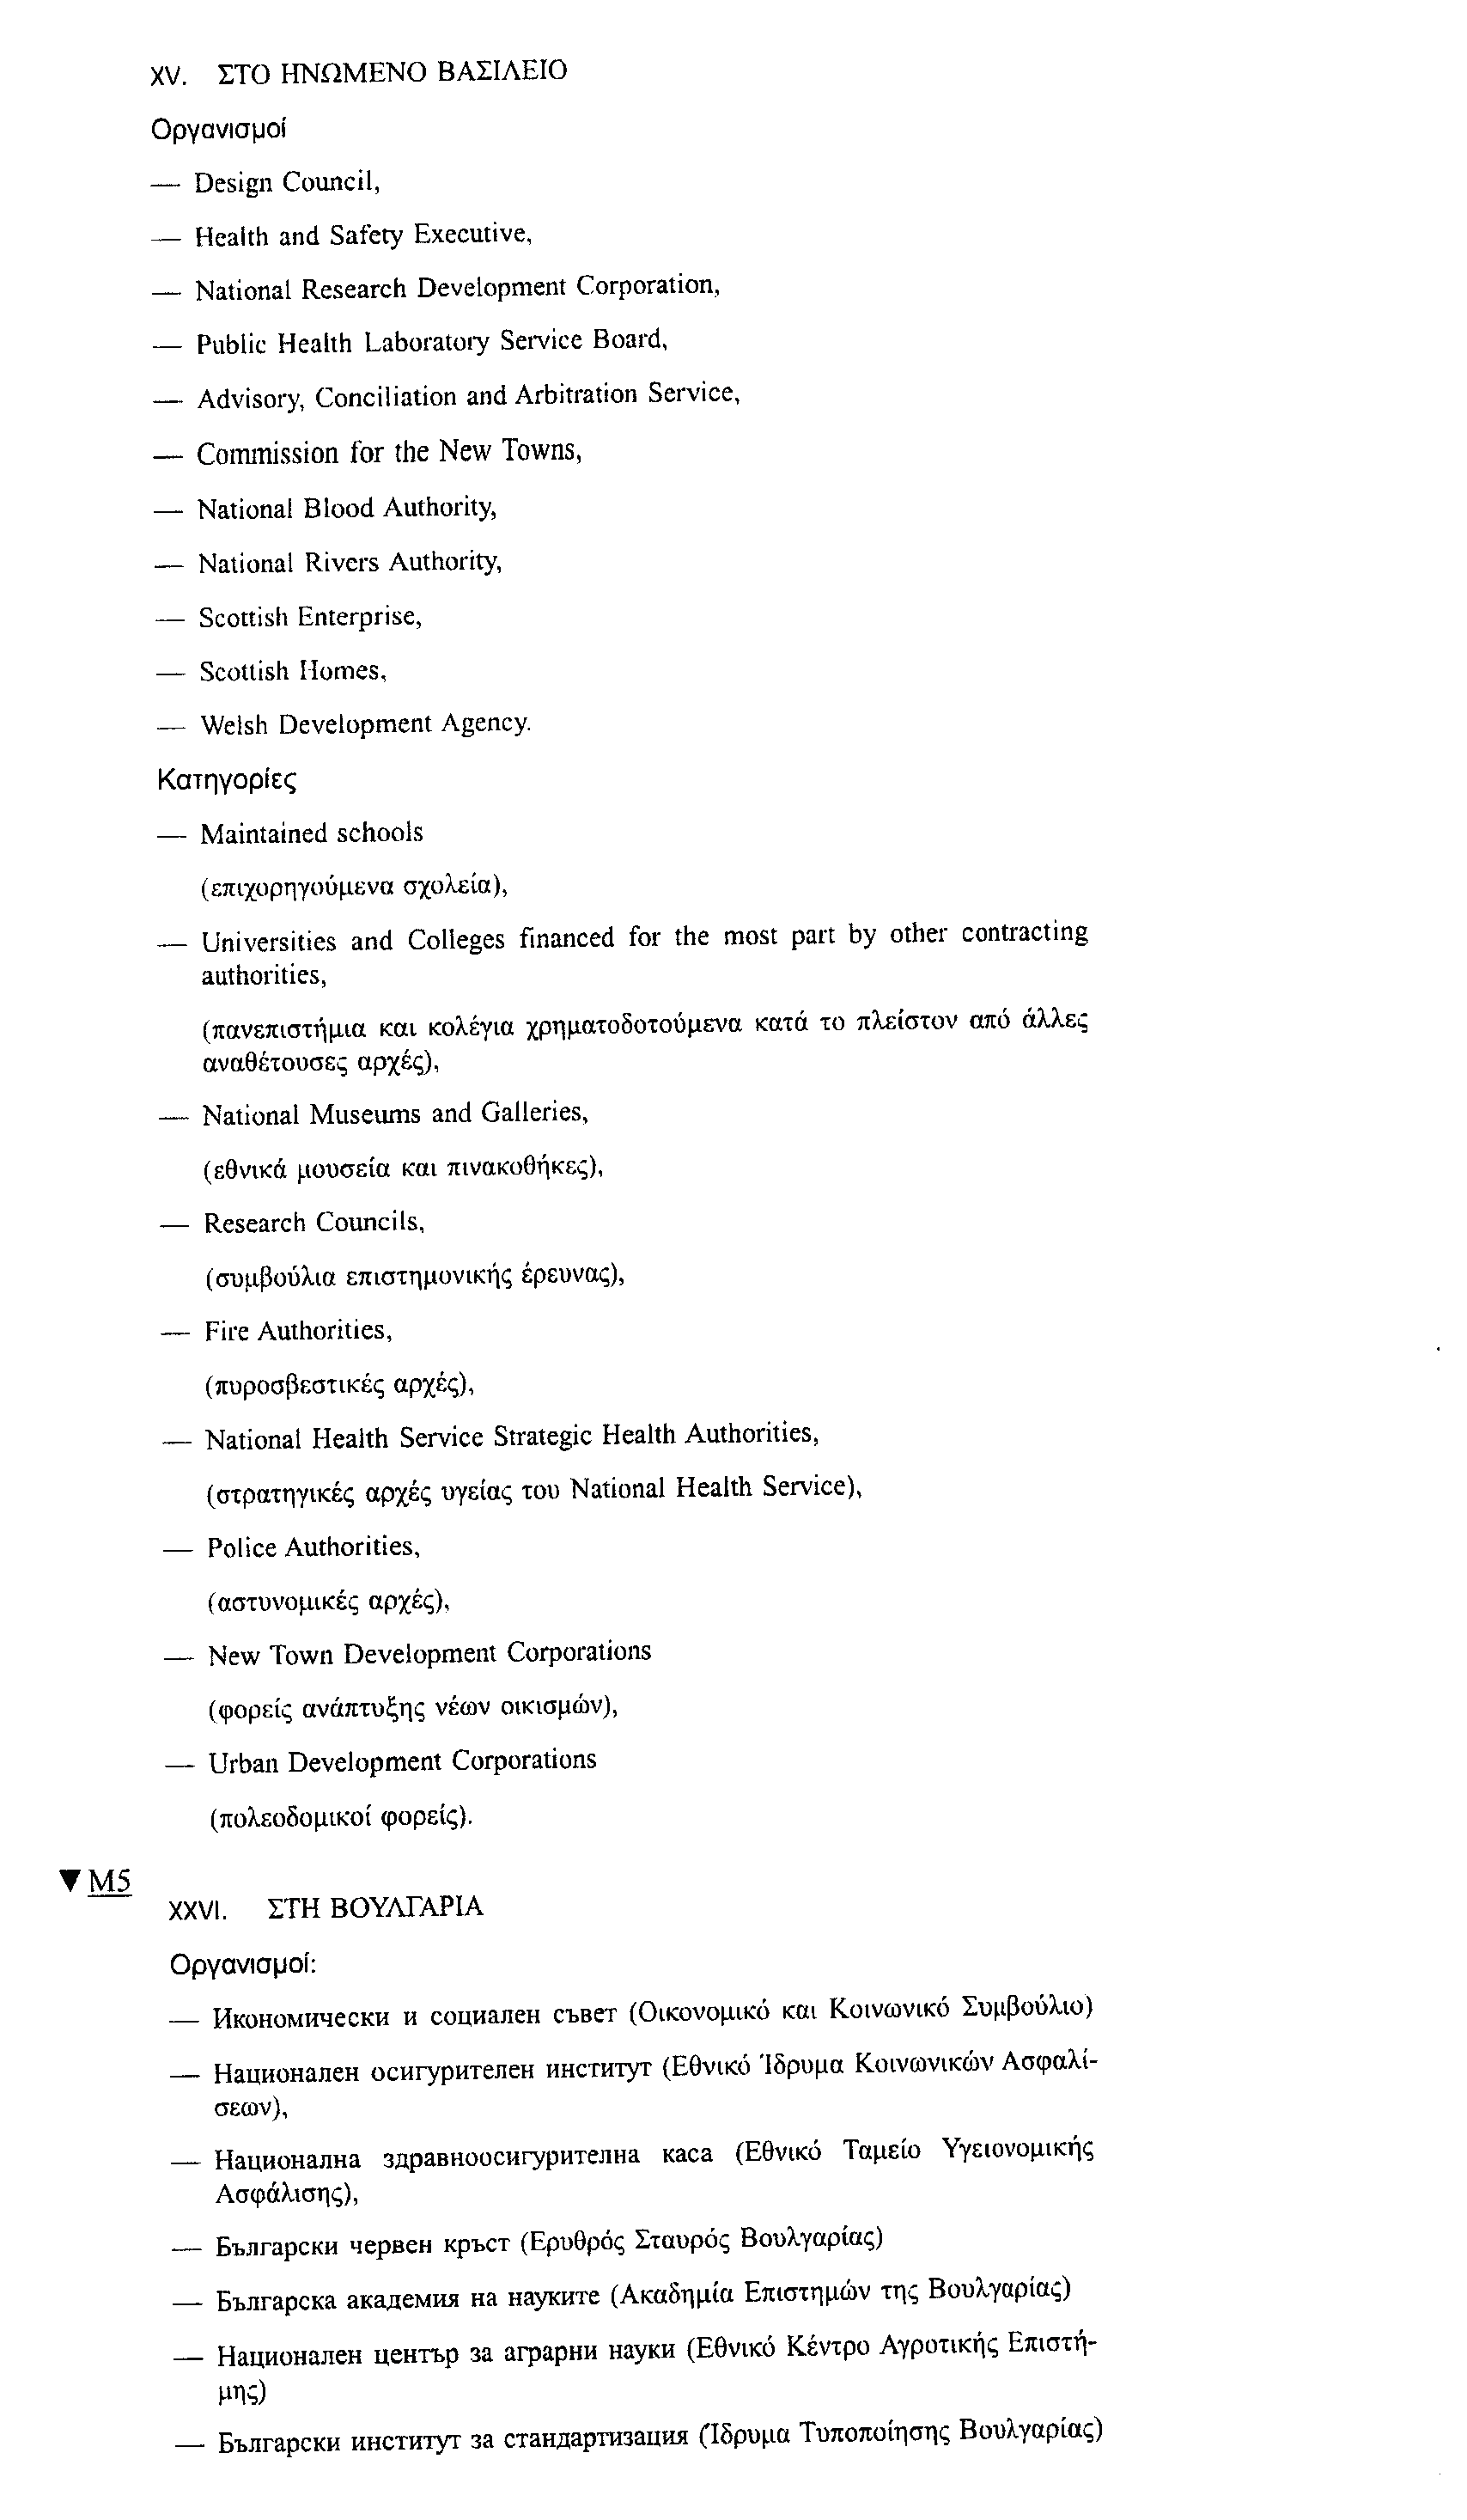 XV. ΣΤΟ ΗΝΩΜΕΝΟ ΒΑΣΙΛΕΙΟ
Οργανισμοί
— Design Council,
— Health and Safety Executive,
— National Research Development Corporation,
— Public Health Laboratory Service Board,
— Advisory, Conciliation and Arbitration Service,
— Commission for the New Towns,
— National Blood Authority,
— National Rivers Authority,
— Scottish Enterprise,
— Scottish Homes,
— Welsh Development Agency.
Κατηγορίες
— Maintained schools
(επιχορηγούμενα σχολεία),
— Universities and Colleges financed for the most part by other contracting
authorities,
(πανεπιστήμια και κολέγια χρηματοδοτούμενα κατά το πλείστον από άλλες
αναθέτουσες αρχές),
— National Museums and Galleries,
(εθνικά μουσεία και πινακοθήκες),
— Research Councils,
(συμβούλια επιστημονικής έρευνας),
— Fire Authorities,
(πυροσβεστικές αρχές),
— National Health Service Strategic Health Authorities,
(στρατηγικές αρχές υγείας του National Health Service),
— Police Authorities,
(αστυνομικές αρχές),
— New Town Development Corporations
(φορείς ανάπτυξης νέων οικισμών),
— Urban Development Corporations
(πολεοδομικοί φορείς).
▼ M5
XXVI. ΣΤΗ ΒΟΥΛΓΑΡΙΑ
Οργανισμοί:
— Икономически и социален съвет (Οικονομικό και Κοινωνικό Συμβούλιο)
— Национален осигурителен институт (Εθνικό Ίδρυμα Κοινωνικών Ασφαλί-
σεων),
— Национална здравноосигурителна каса (Εθνικό Ταμείο Υγειονομικής
Ασφάλισης),
— Български червен кръст (Ερυθρός Σταυρός Βουλγαρίας)
— Българска академия на науките (Ακαδημία Επιστημών της Βουλγαρίας)
— Национален център за аграрни науки (Εθνικό Κέντρο Αγροτικής Επιστή-
μης)
— Български институт за стандартизация (Ίδρυμα Τυποποίησης Βουλγαρίας)